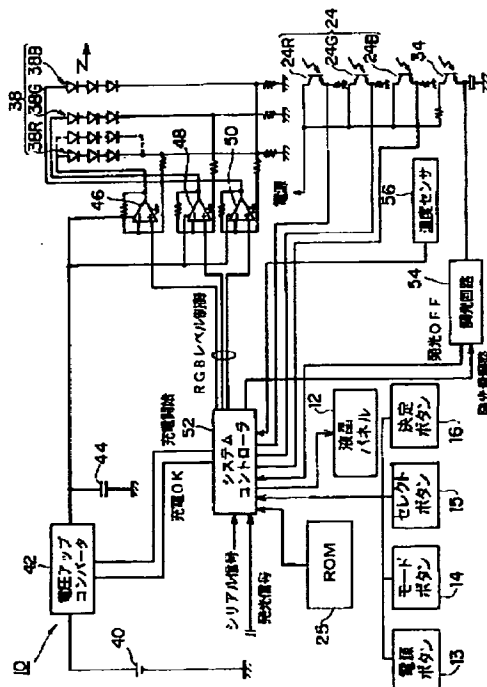 10
42
電圧アップ
コンバータ
44
40
充電開始
充電OK
シリアル信号
発光信号
52
システム
コントローラ
RGBレベル制御
46
48
50
38
38R
38G
38B
電源
24
24R
24G
24B
34
56
温度センサ
発光OFF
54
調光回路
12
液晶
パネル
ROM
25
電源
ボタン
13
モード
ボタン
14
セレクト
ボタン
15
決定
ボタン
16